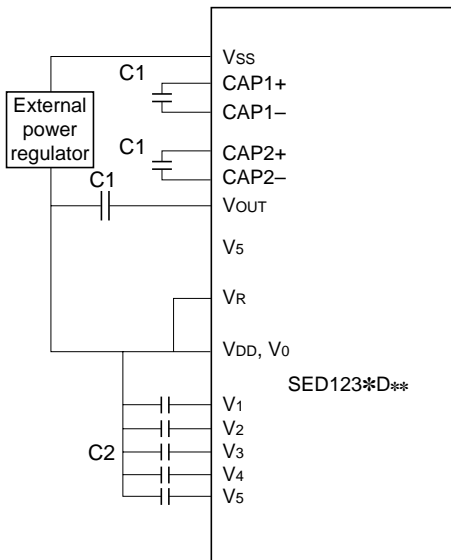 VSS
C1
CAP1+
External
power
regulator
CAP1–
C1
CAP2+
CAP2–
C1
VOUT
V5
VR
VDD, V0
SED123*D**
V1
V2
V3
C2
V4
V5